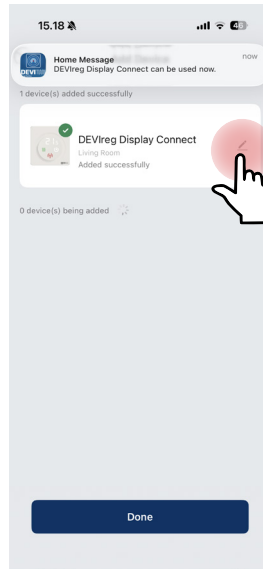 15.18
46
Home Message
now
DEVI
DEVIreg Display Connect can be used now.
1 device(s) added successfully
DEVIreg Display Connect
Living Room
Added successfully
0 device(s) being added
Done